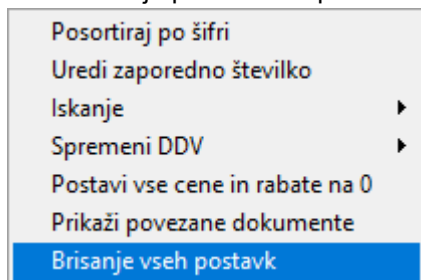 Posortiraj po šifri
Uredi zaporedno število
Iskanje
Spremeni DDV
Postavi vse cene in rabate na 0
Prikaži povezane dokumente
Brisanje vseh postavk